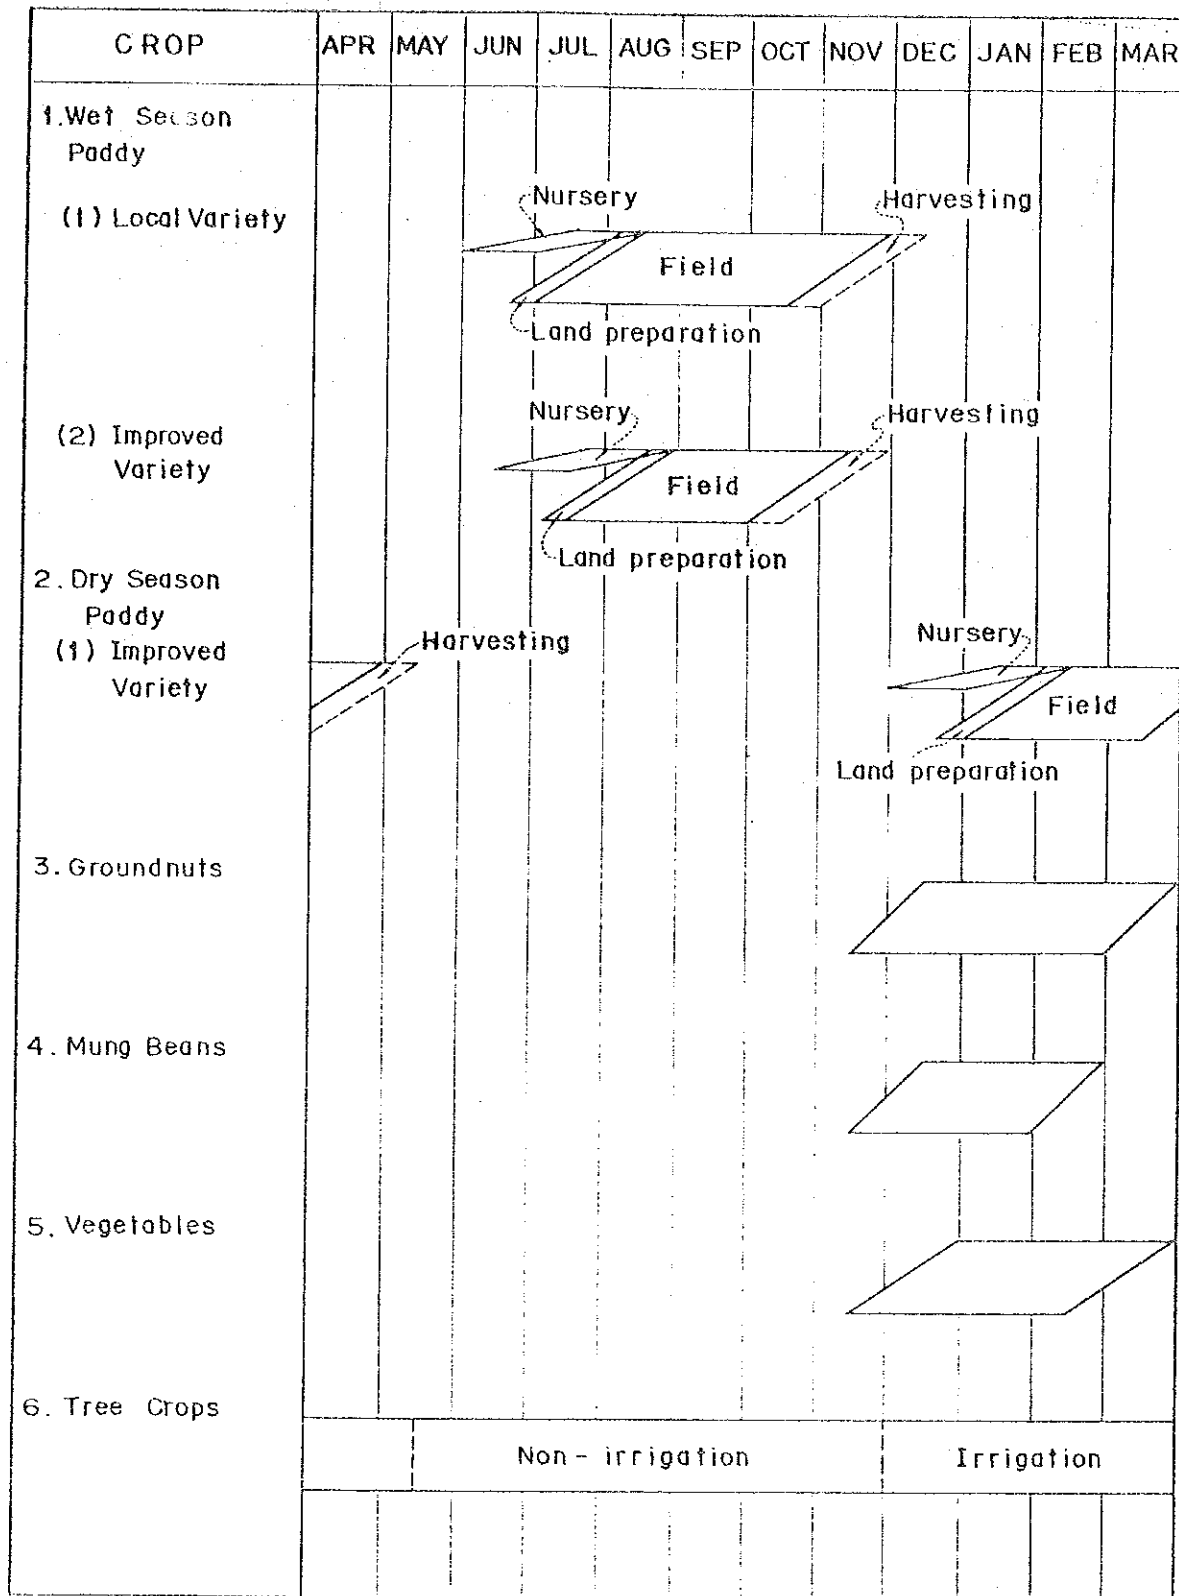 CROP APR MAY JUN JUL AUG SEP OCT NOV DEC JAN FEB MAR
1. Wet Season
Paddy
Nursery Harvesting
(1) Local Variety
Field
Land preparation
Nursery Harvesting
(2) Improved
Variety
Field
Land preparation
2. Dry Season
Paddy
Harvesting Nursery
(1) Improved
Variety
Field
Land preparation
3. Groundnuts
4. Mung Beans
5. Vegetables
6. Tree Crops
Non-irrigation Irrigation